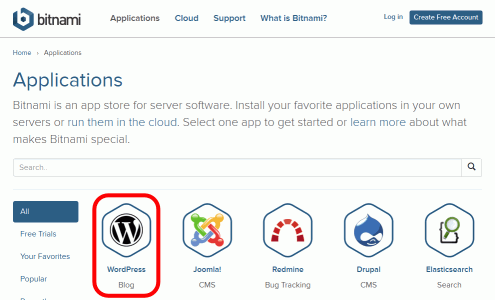 bitnami
Applications Cloud Support What is Bitnami? Log in Create Free Account
Home › Applications
Applications
Bitnami is an app store for server software. Install your favorite applications in your own
servers or run them in the cloud. Select one app to get started or learn more about what
makes Bitnami special.
Search..
All
Free Trials
Your Favorites
Popular
WordPress Joomla! Redmine Drupal Elasticsearch
Blog CMS Bug Tracking CMS Search